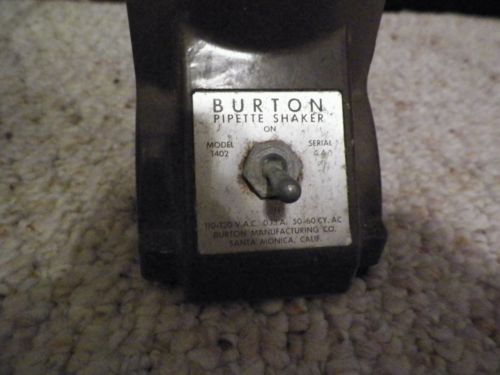 BURTON
PIPETTE SHAKER
ON
MODEL
1402
SERIAL
110-120 V.A.C. 0.13 A. 50-60 CY. AC
BURTON MANUFACTURING CO.
SANTA MONICA, CALIF.